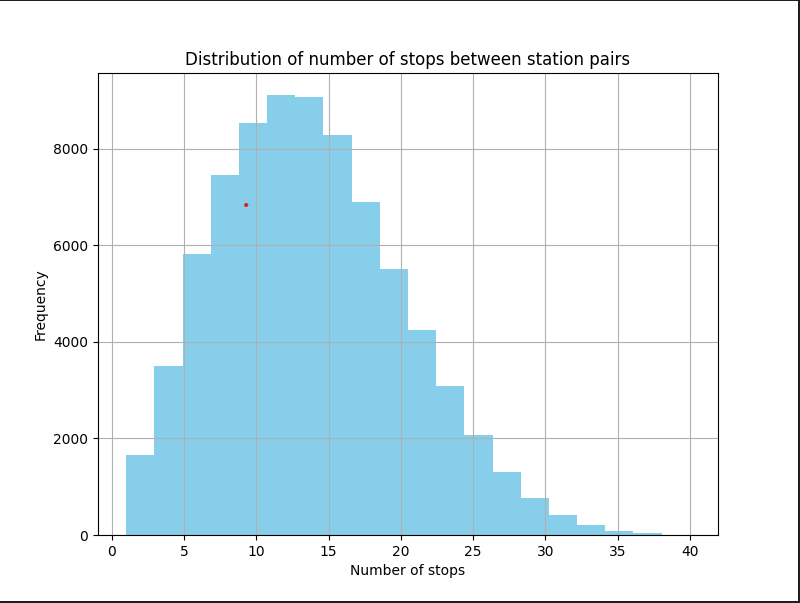 Distribution of number of stops between station pairs
8000
6000
4000
2000
0
Frequency
0 5 10 15 20 25 30 35 40
Number of stops